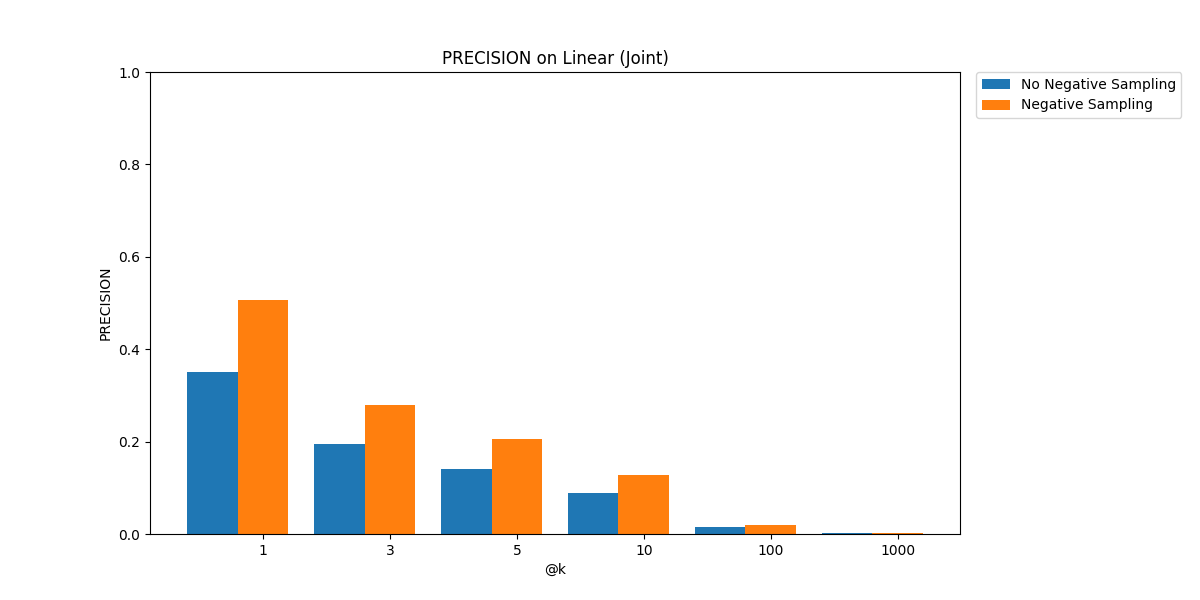 PRECISION on Linear (Joint)
No Negative Sampling
Negative Sampling
1.0
0.8
0.6
0.4
0.2
0.0
PRECISION
1 3 5 10 100 1000
@k